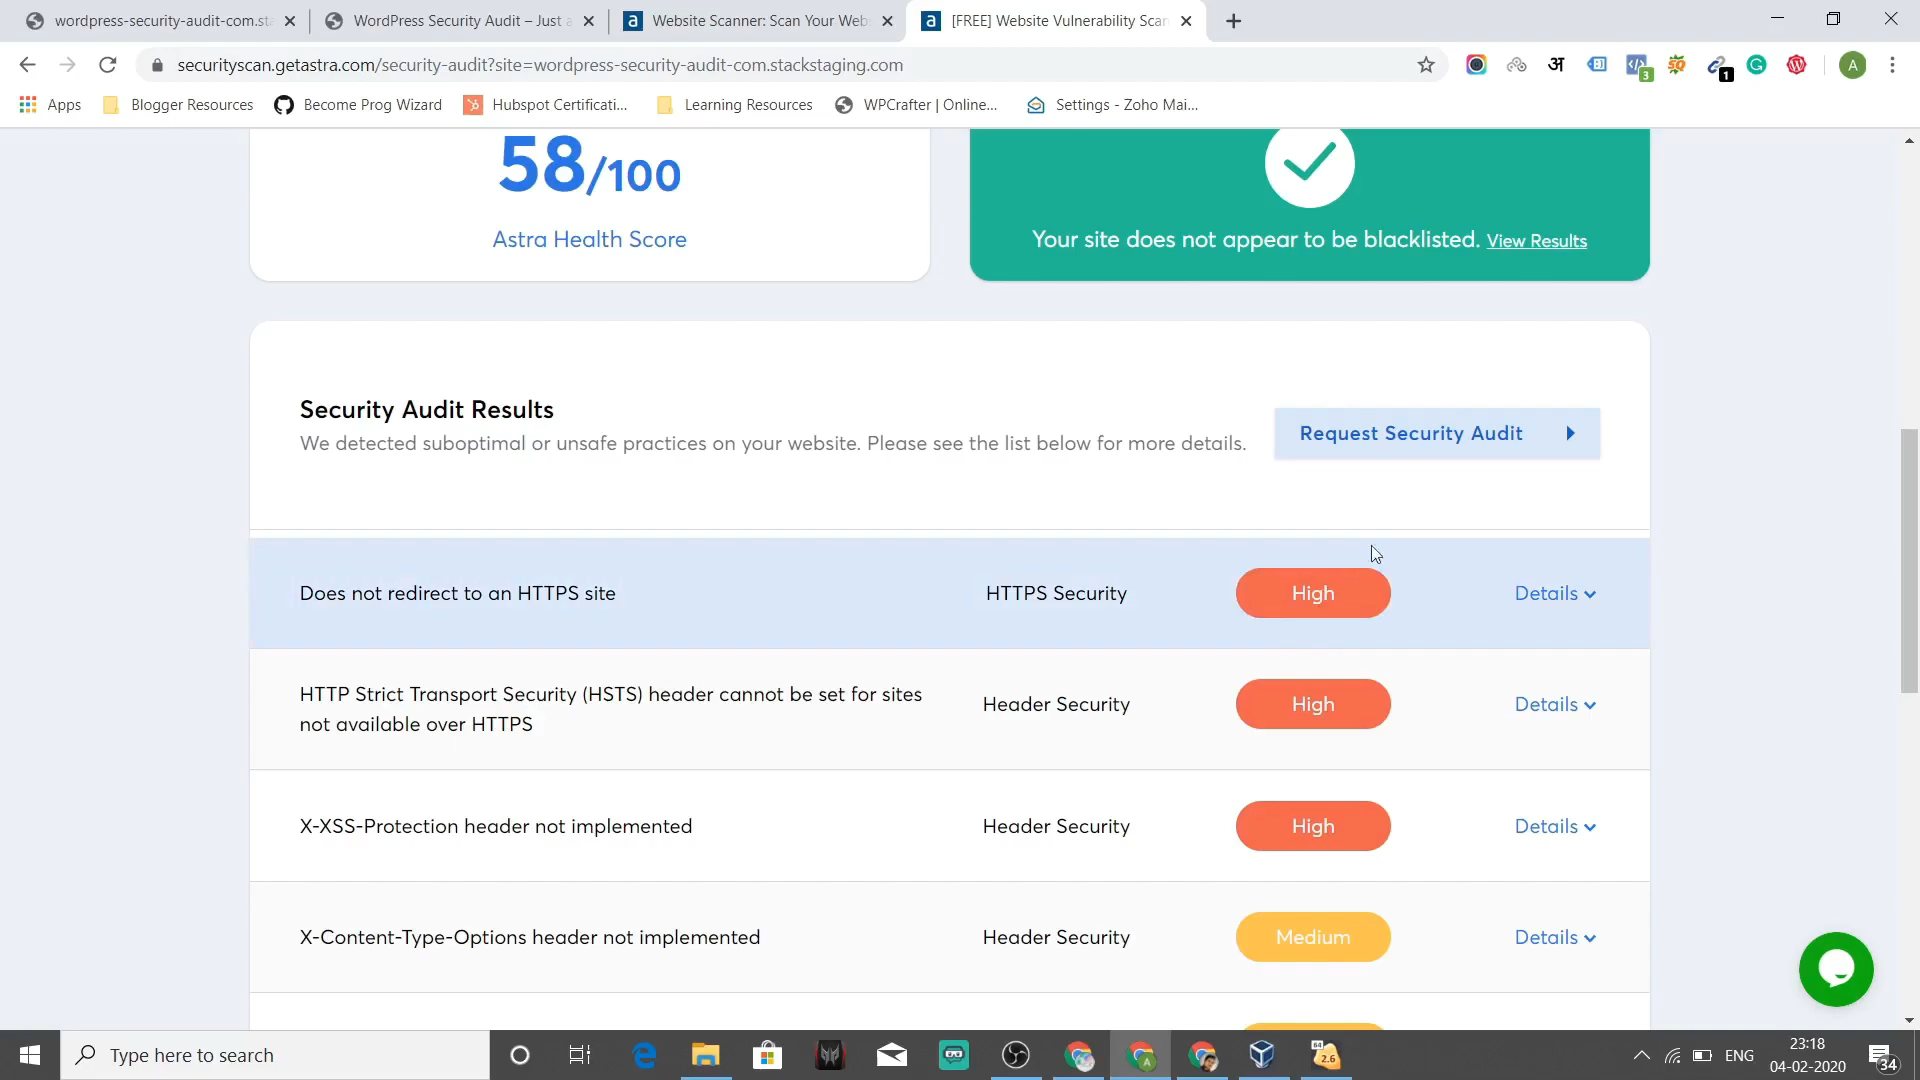 wordpress-security-audit-com.sta
WordPress Security Audit – Just a
Website Scanner: Scan Your Web
[FREE] Website Vulnerability Scan
securityscan.getastra.com/security-audit?site=wordpress-security-audit-com.stackstaging.com
3
1
A
Apps
Blogger Resources
Become Prog Wizard
Hubspot Certificati...
Learning Resources
WPCrafter | Online...
Settings - Zoho Mai...
58/100
Astra Health Score
Your site does not appear to be blacklisted. View Results
Security Audit Results
We detected suboptimal or unsafe practices on your website. Please see the list below for more details.
Request Security Audit
Does not redirect to an HTTPS site
HTTPS Security
High
Details
HTTP Strict Transport Security (HSTS) header cannot be set for sites
not available over HTTPS
Header Security
High
Details
X-XSS-Protection header not implemented
Header Security
High
Details
X-Content-Type-Options header not implemented
Header Security
Medium
Details
Type here to search
ENG
23:18
04-02-2020
34